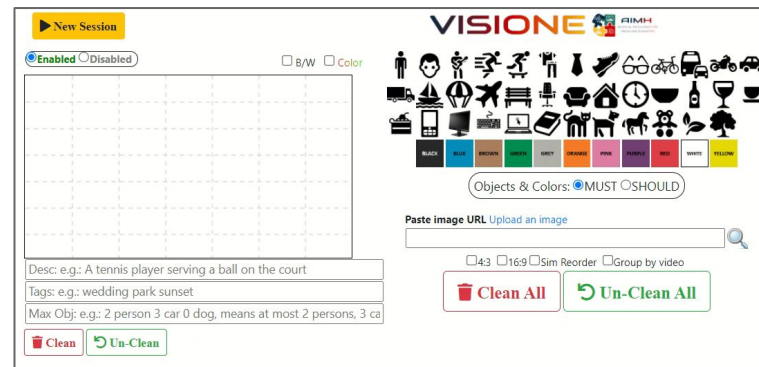 New Session
Enabled Disabled
B/W Color
Desc: e.g.: A tennis player serving a ball on the court
Tags: e.g.: wedding park sunset
Max Obj: e.g.: 2 person 3 car 0 dog, means at most 2 persons, 3 ca
Clean Un-Clean
VISIONE AIMH
BLACK BLUE BROWN GREEN GREY ORANGE PINK PURPLE RED WHITE YELLOW
Objects & Colors: MUST SHOULD
Paste image URL Upload an image
4:3 16:9 Sim Reorder Group by video
Clean All Un-Clean All